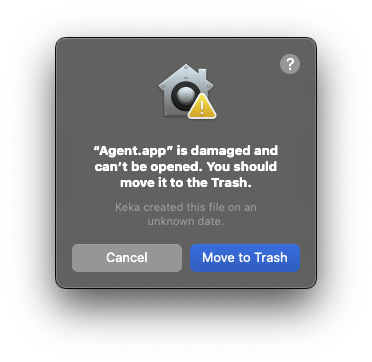 ?
“Agent.app” is damaged and
can’t be opened. You should
move it to the Trash.
Keka created this file on an
unknown date.
Cancel Move to Trash